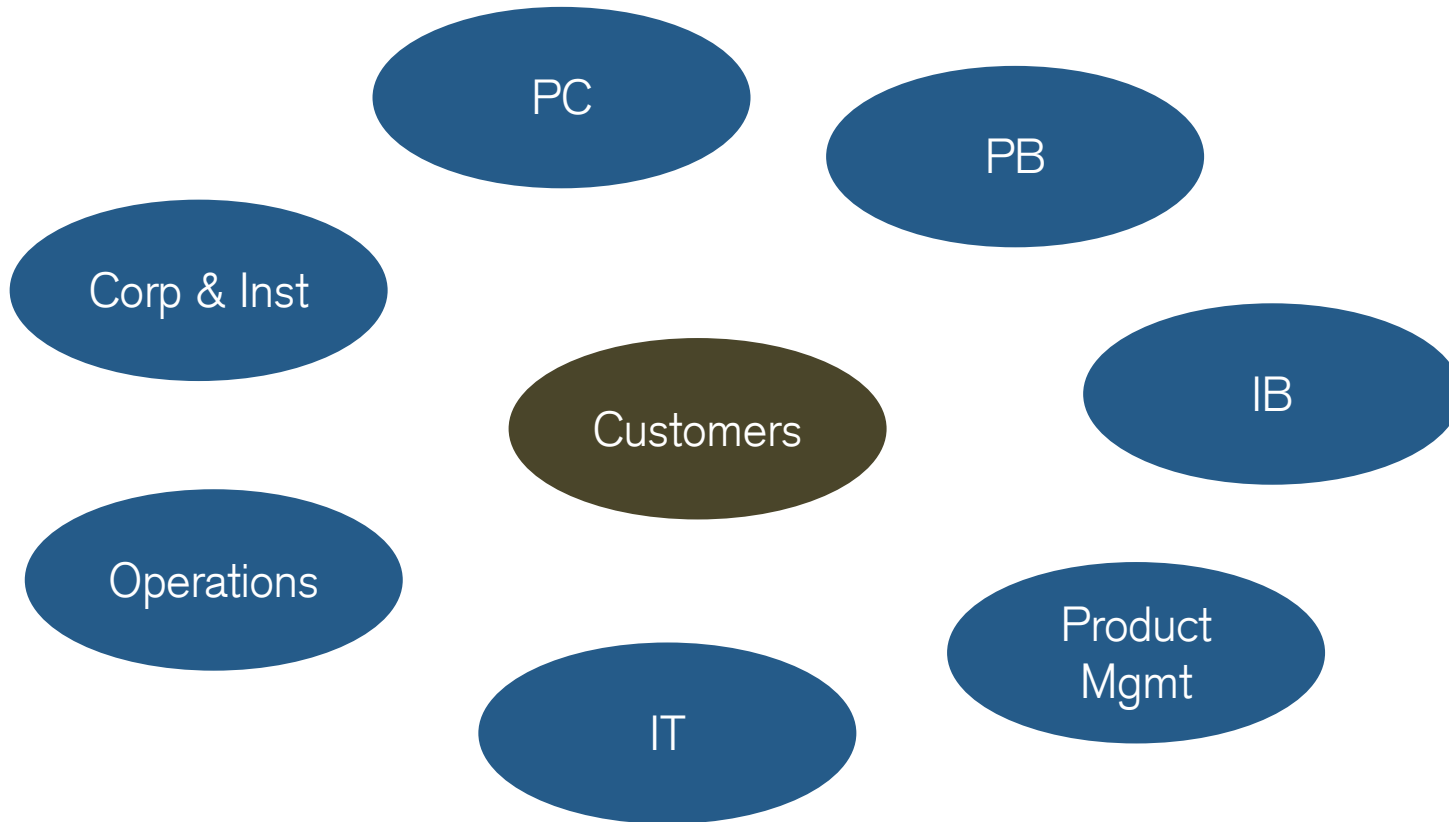 PC
PB
Corp & Inst
IB
Customers
Operations
Product
Mgmt
IT